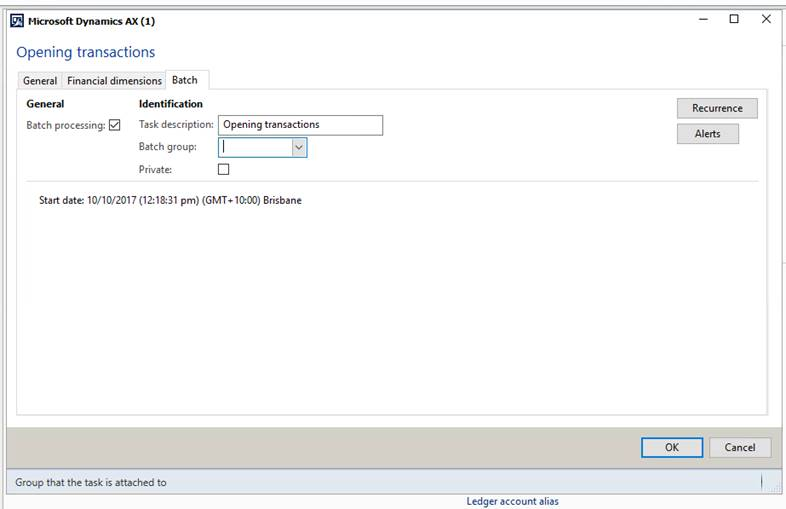 Microsoft Dynamics AX (1)
Opening transactions
General Financial dimensions Batch
General Identification
Batch processing: Task description: Opening transactions
Batch group:
Private:
Recurrence
Alerts
Start date: 10/10/2017 (12:18:31 pm) (GMT+10:00) Brisbane
OK Cancel
Group that the task is attached to
Ledger account alias